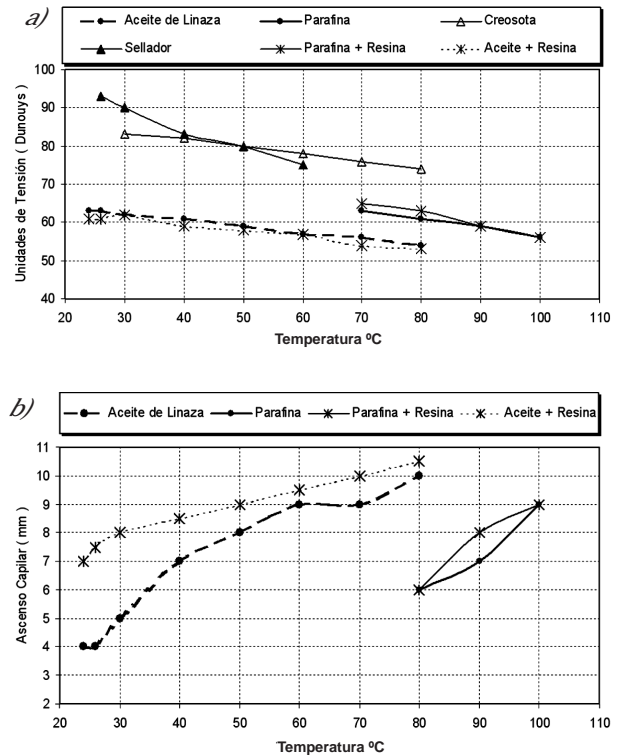 a)
Aceite de Linaza Parafina Creosota
Sellador Parafina + Resina Aceite + Resina
Unidades de Tensión ( Dunouys )
100
90
80
70
60
50
40
20 30 40 50 60 70 80 90 100 110
Temperatura ºC
b)
Aceite de Linaza Parafina Parafina + Resina Aceite + Resina
Ascenso Capilar ( mm )
11
10
9
8
7
6
5
4
3
2
20 30 40 50 60 70 80 90 100 110
Temperatura ºC